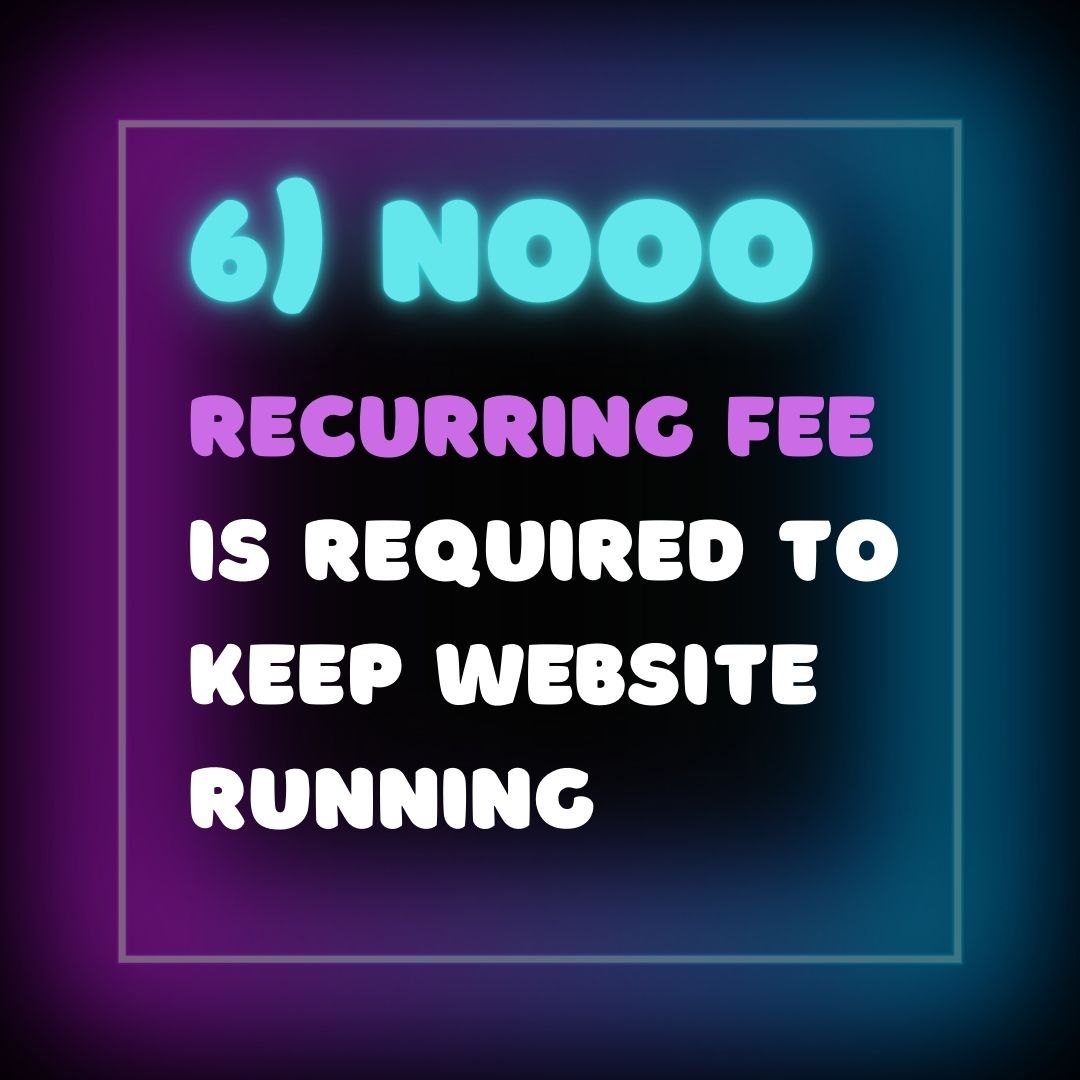 6) NOOO
RECURRING FEE
IS REQUIRED TO
KEEP WEBSITE
RUNNING